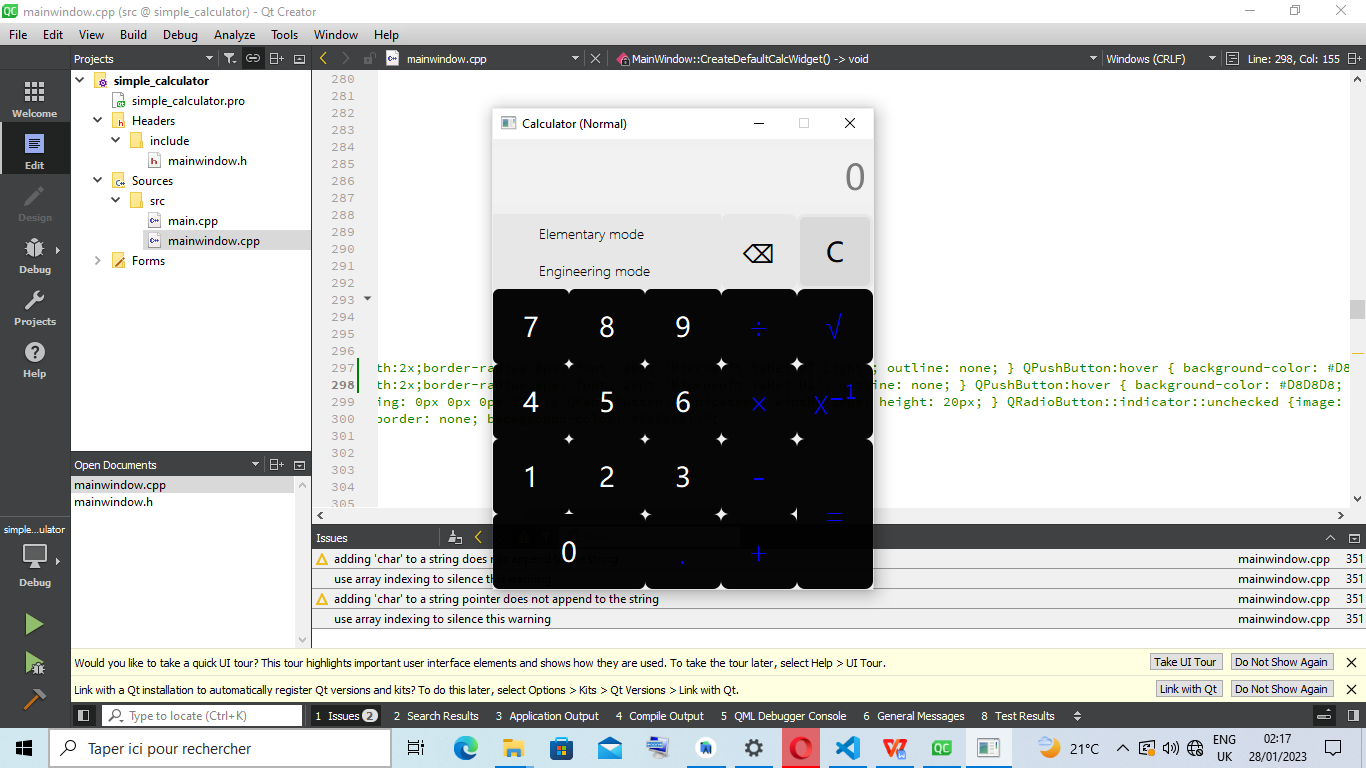 mainwindow.cpp (src @ simple_calculator) - Qt Creator
File Edit View Build Debug Analyze Tools Window Help
Projects
mainwindow.cpp
MainWindow::CreateDefaultCalcWidget() -> void
Windows (CRLF)
Line: 298, Col: 155
Welcome
Edit
Design
Debug
Projects
Help
simple_calculator
simple_calculator.pro
Headers
include
mainwindow.h
Sources
src
main.cpp
mainwindow.cpp
Forms
Open Documents
mainwindow.cpp
mainwindow.h
simple...ulator
Debug
280
281
282
283
284
285
286
287
288
289
290
291
292
293
294
295
296
297 th:2x;border-ra ; outline: none; } QPushButton:hover { background-color: #D8
298 th:2x;border-ra line: none; } QPushButton:hover { background-color: #D8D8D8;
299 ing: 0px 0px 0p height: 20px; } QRadioButton::indicator::unchecked {image:
300 border: none; b
301
302
303
304
305
Calculator (Normal)
0
Elementary mode
Engineering mode
⌫ C
7 8 9 ÷ √
4 5 6 × x⁻¹
1 2 3 -
=
0 . +
Issues
adding 'char' to a string does n string mainwindow.cpp 351
use array indexing to silence this warning mainwindow.cpp 351
adding 'char' to a string pointer does not append to the string mainwindow.cpp 351
use array indexing to silence this warning mainwindow.cpp 351
Would you like to take a quick UI tour? This tour highlights important user interface elements and shows how they are used. To take the tour later, select Help > UI Tour.
Take UI Tour Do Not Show Again
Link with a Qt installation to automatically register Qt versions and kits? To do this later, select Options > Kits > Qt Versions > Link with Qt.
Link with Qt Do Not Show Again
Type to locate (Ctrl+K)
1 Issues 2 2 Search Results 3 Application Output 4 Compile Output 5 QML Debugger Console 6 General Messages 8 Test Results
Taper ici pour rechercher
21°C
ENG
UK
02:17
28/01/2023